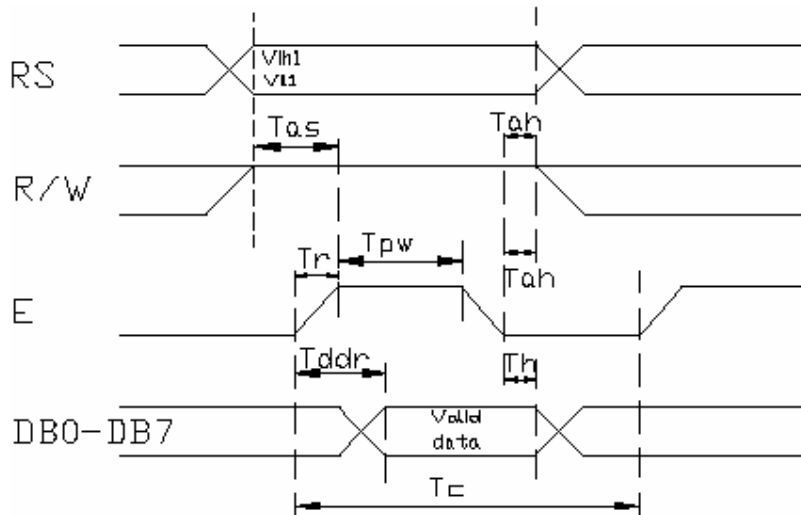 RS
Vih1
Vil1
Tas
Tah
R/W
Tpw
Tr
Tah
E
Tddr
Th
DB0-DB7
Valid
data
Tc